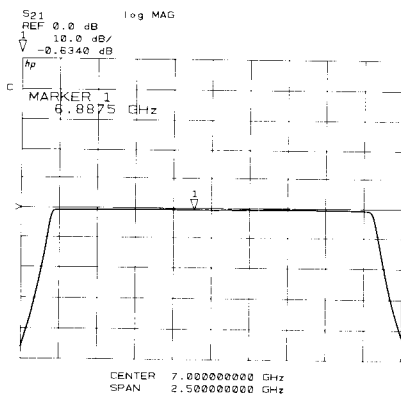 S21 log MAG
REF 0.0 dB
1 10.0 dB/
-0.6340 dB
hp
C
MARKER 1
6.8875 GHz
1
CENTER 7.000000000 GHz
SPAN 2.500000000 GHz